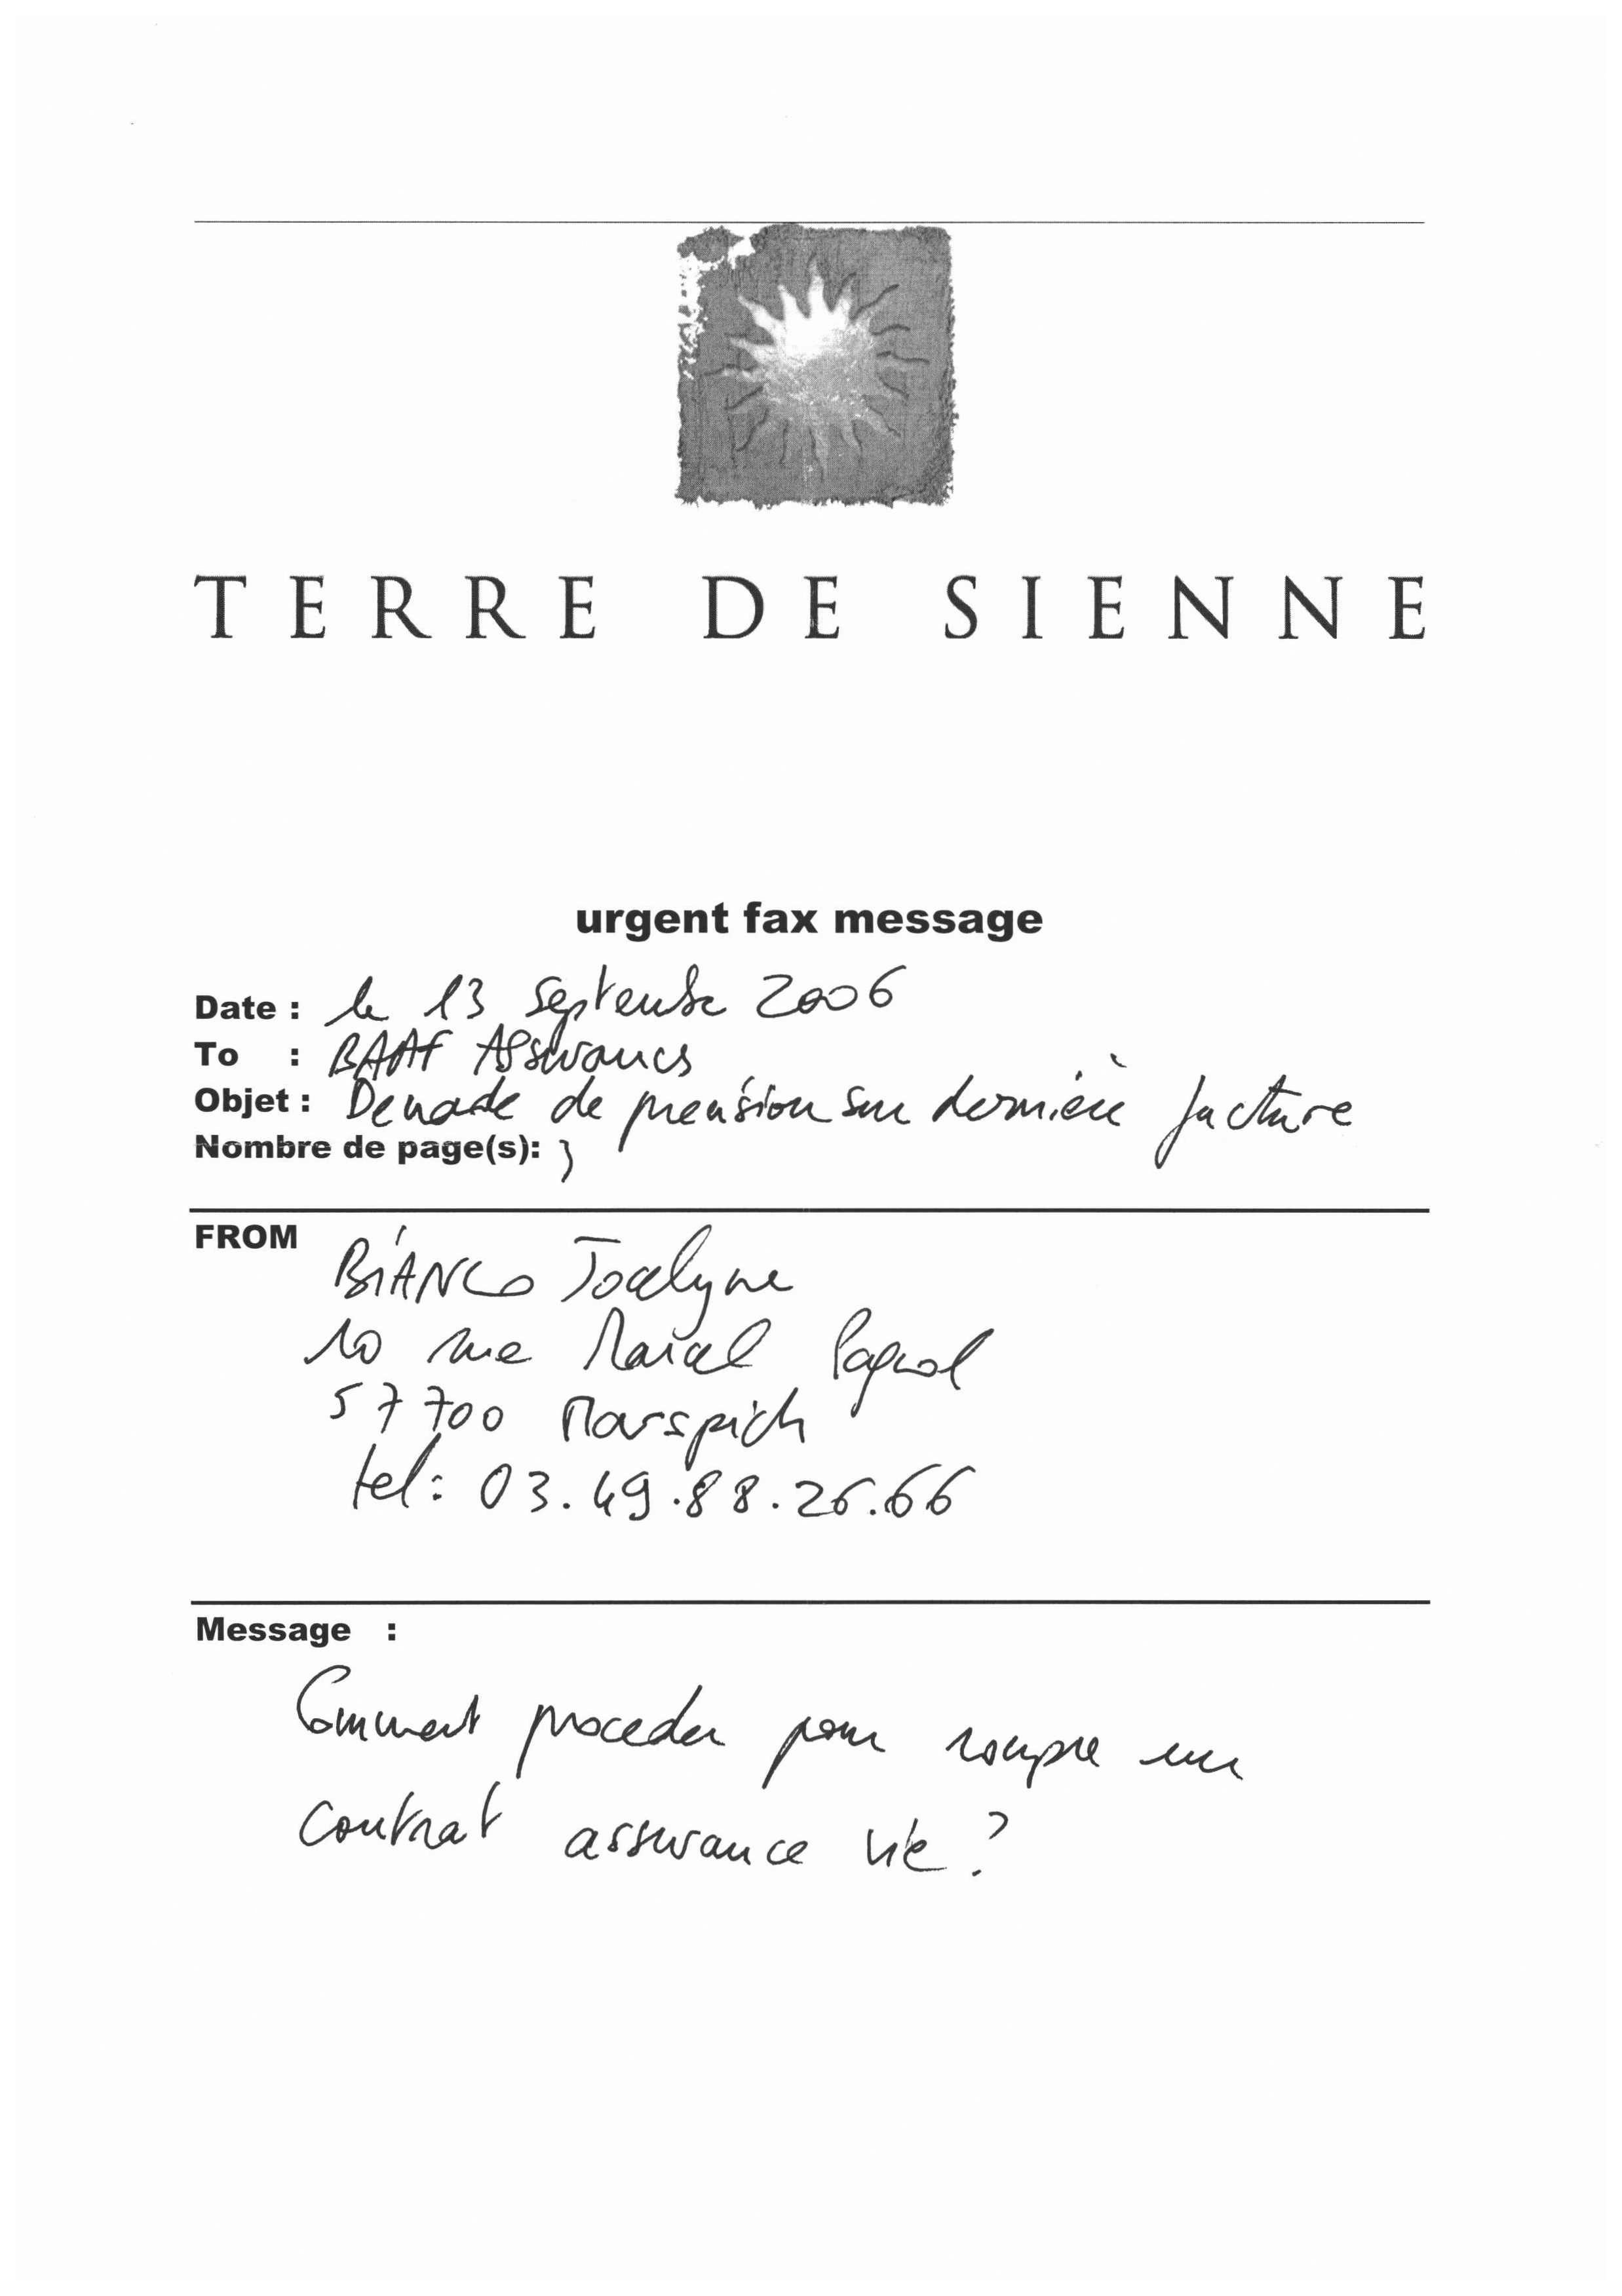 TERRE DE SIENNE
urgent fax message
Date : le 13 septembre 2006
To : BAAF Assurances
Objet : Demande de précision sur dernière facture
Nombre de page(s): 3
FROM
BIANCO Jocelyne
10 rue Marcel Pagnol
57700 Marspich
tel: 03.49.88.26.66
Message :
Comment proceder pour rompre un
contrat assurance vie ?